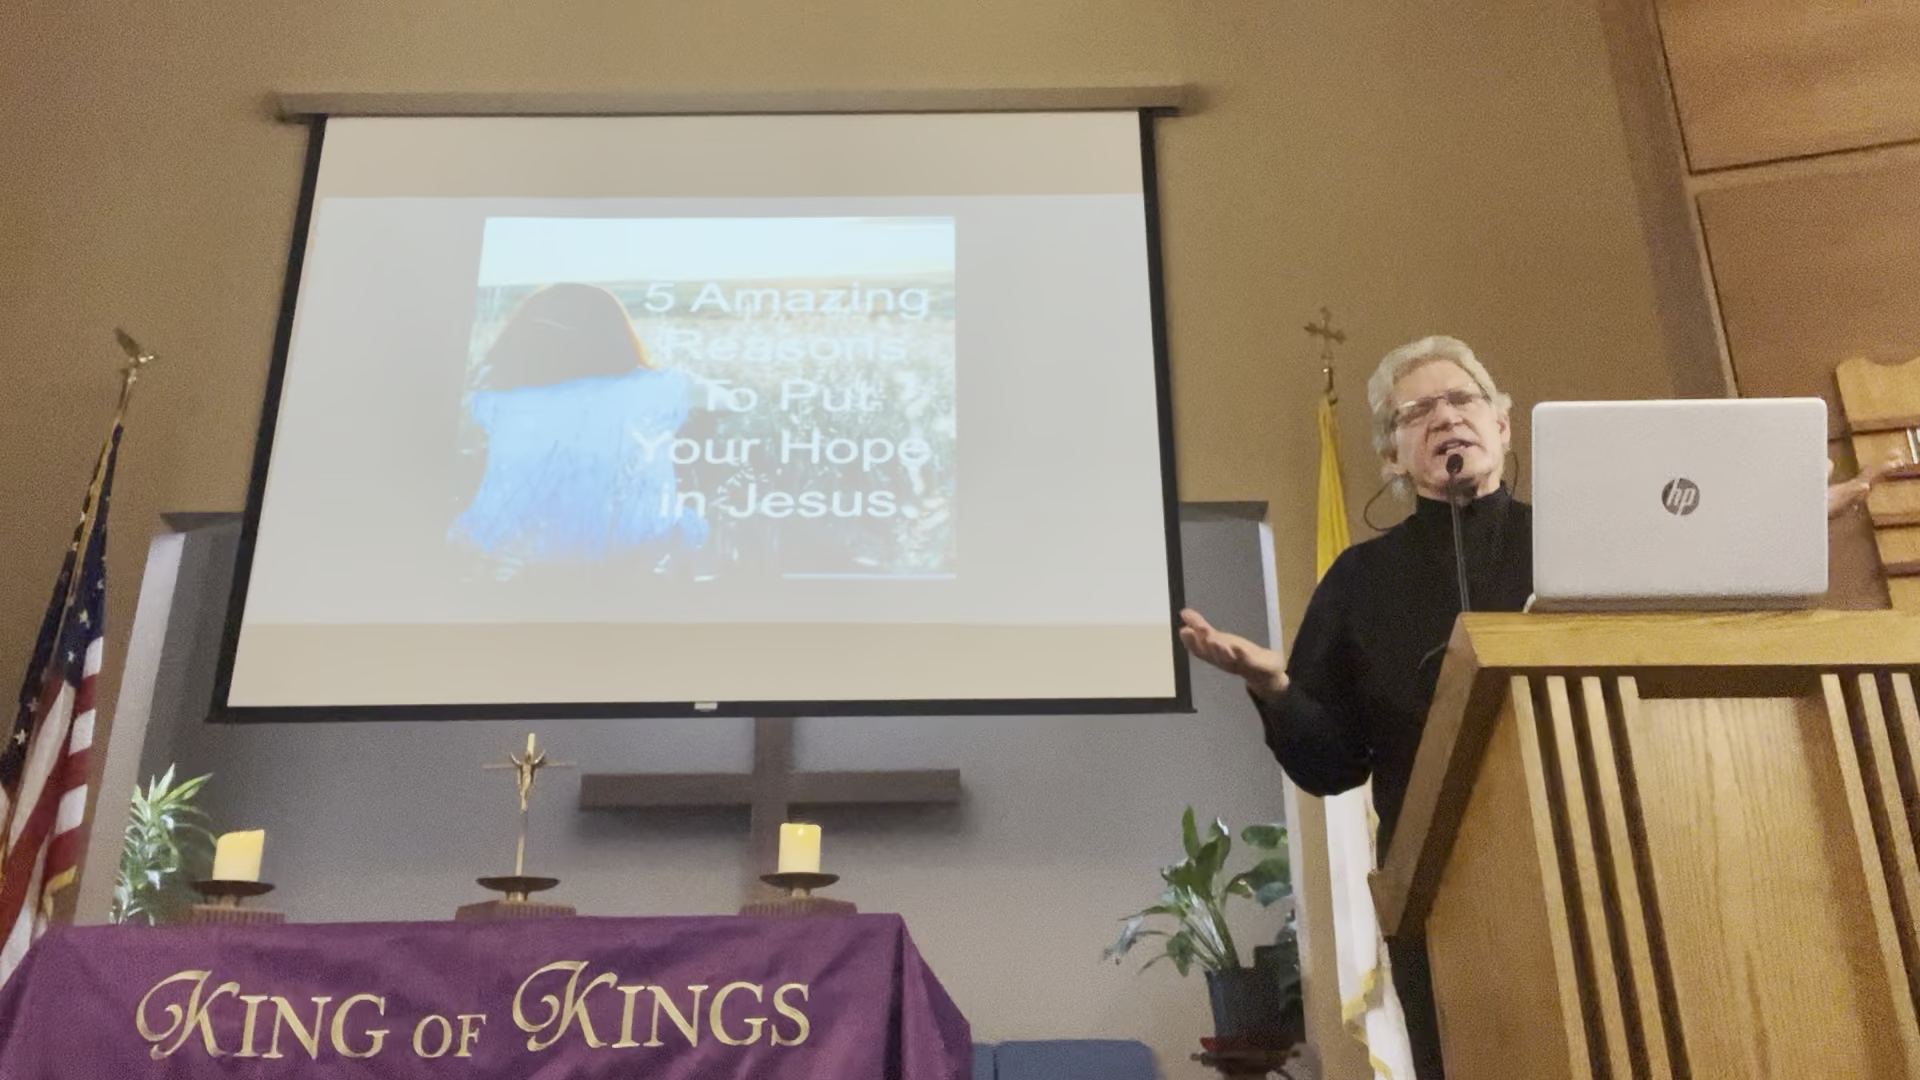 5 Amazing
Reasons
To Put
Your Hope
in Jesus.
hp
KING OF KINGS